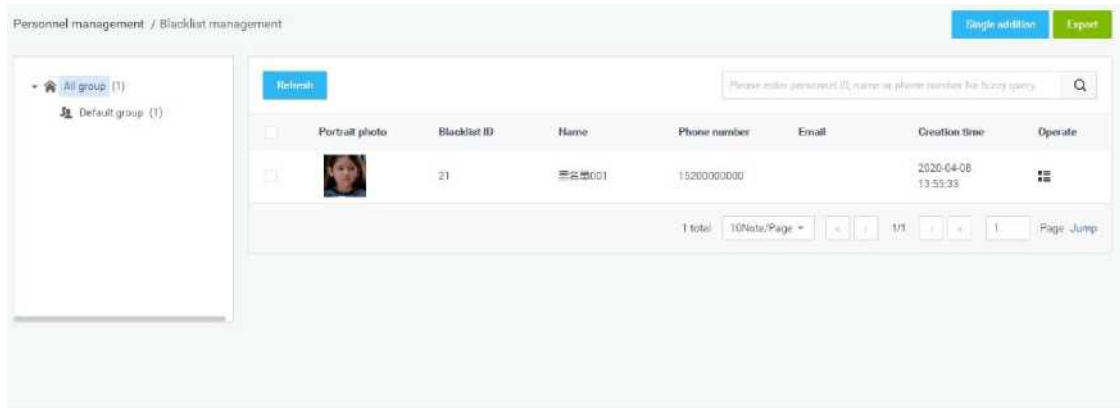 Personnel management / Blacklist management
Single addition
Export
All group (1)
Default group (1)
Refresh
Please enter personnel ID, name or phone number for fuzzy query.
Portrait photo Blacklist ID Name Phone number Email Creation time Operate
21 黑名单001 15200000000 2020-04-08
13:55:33
1 total 10Note/Page < ‹ 1/1 › » 1 Page Jump